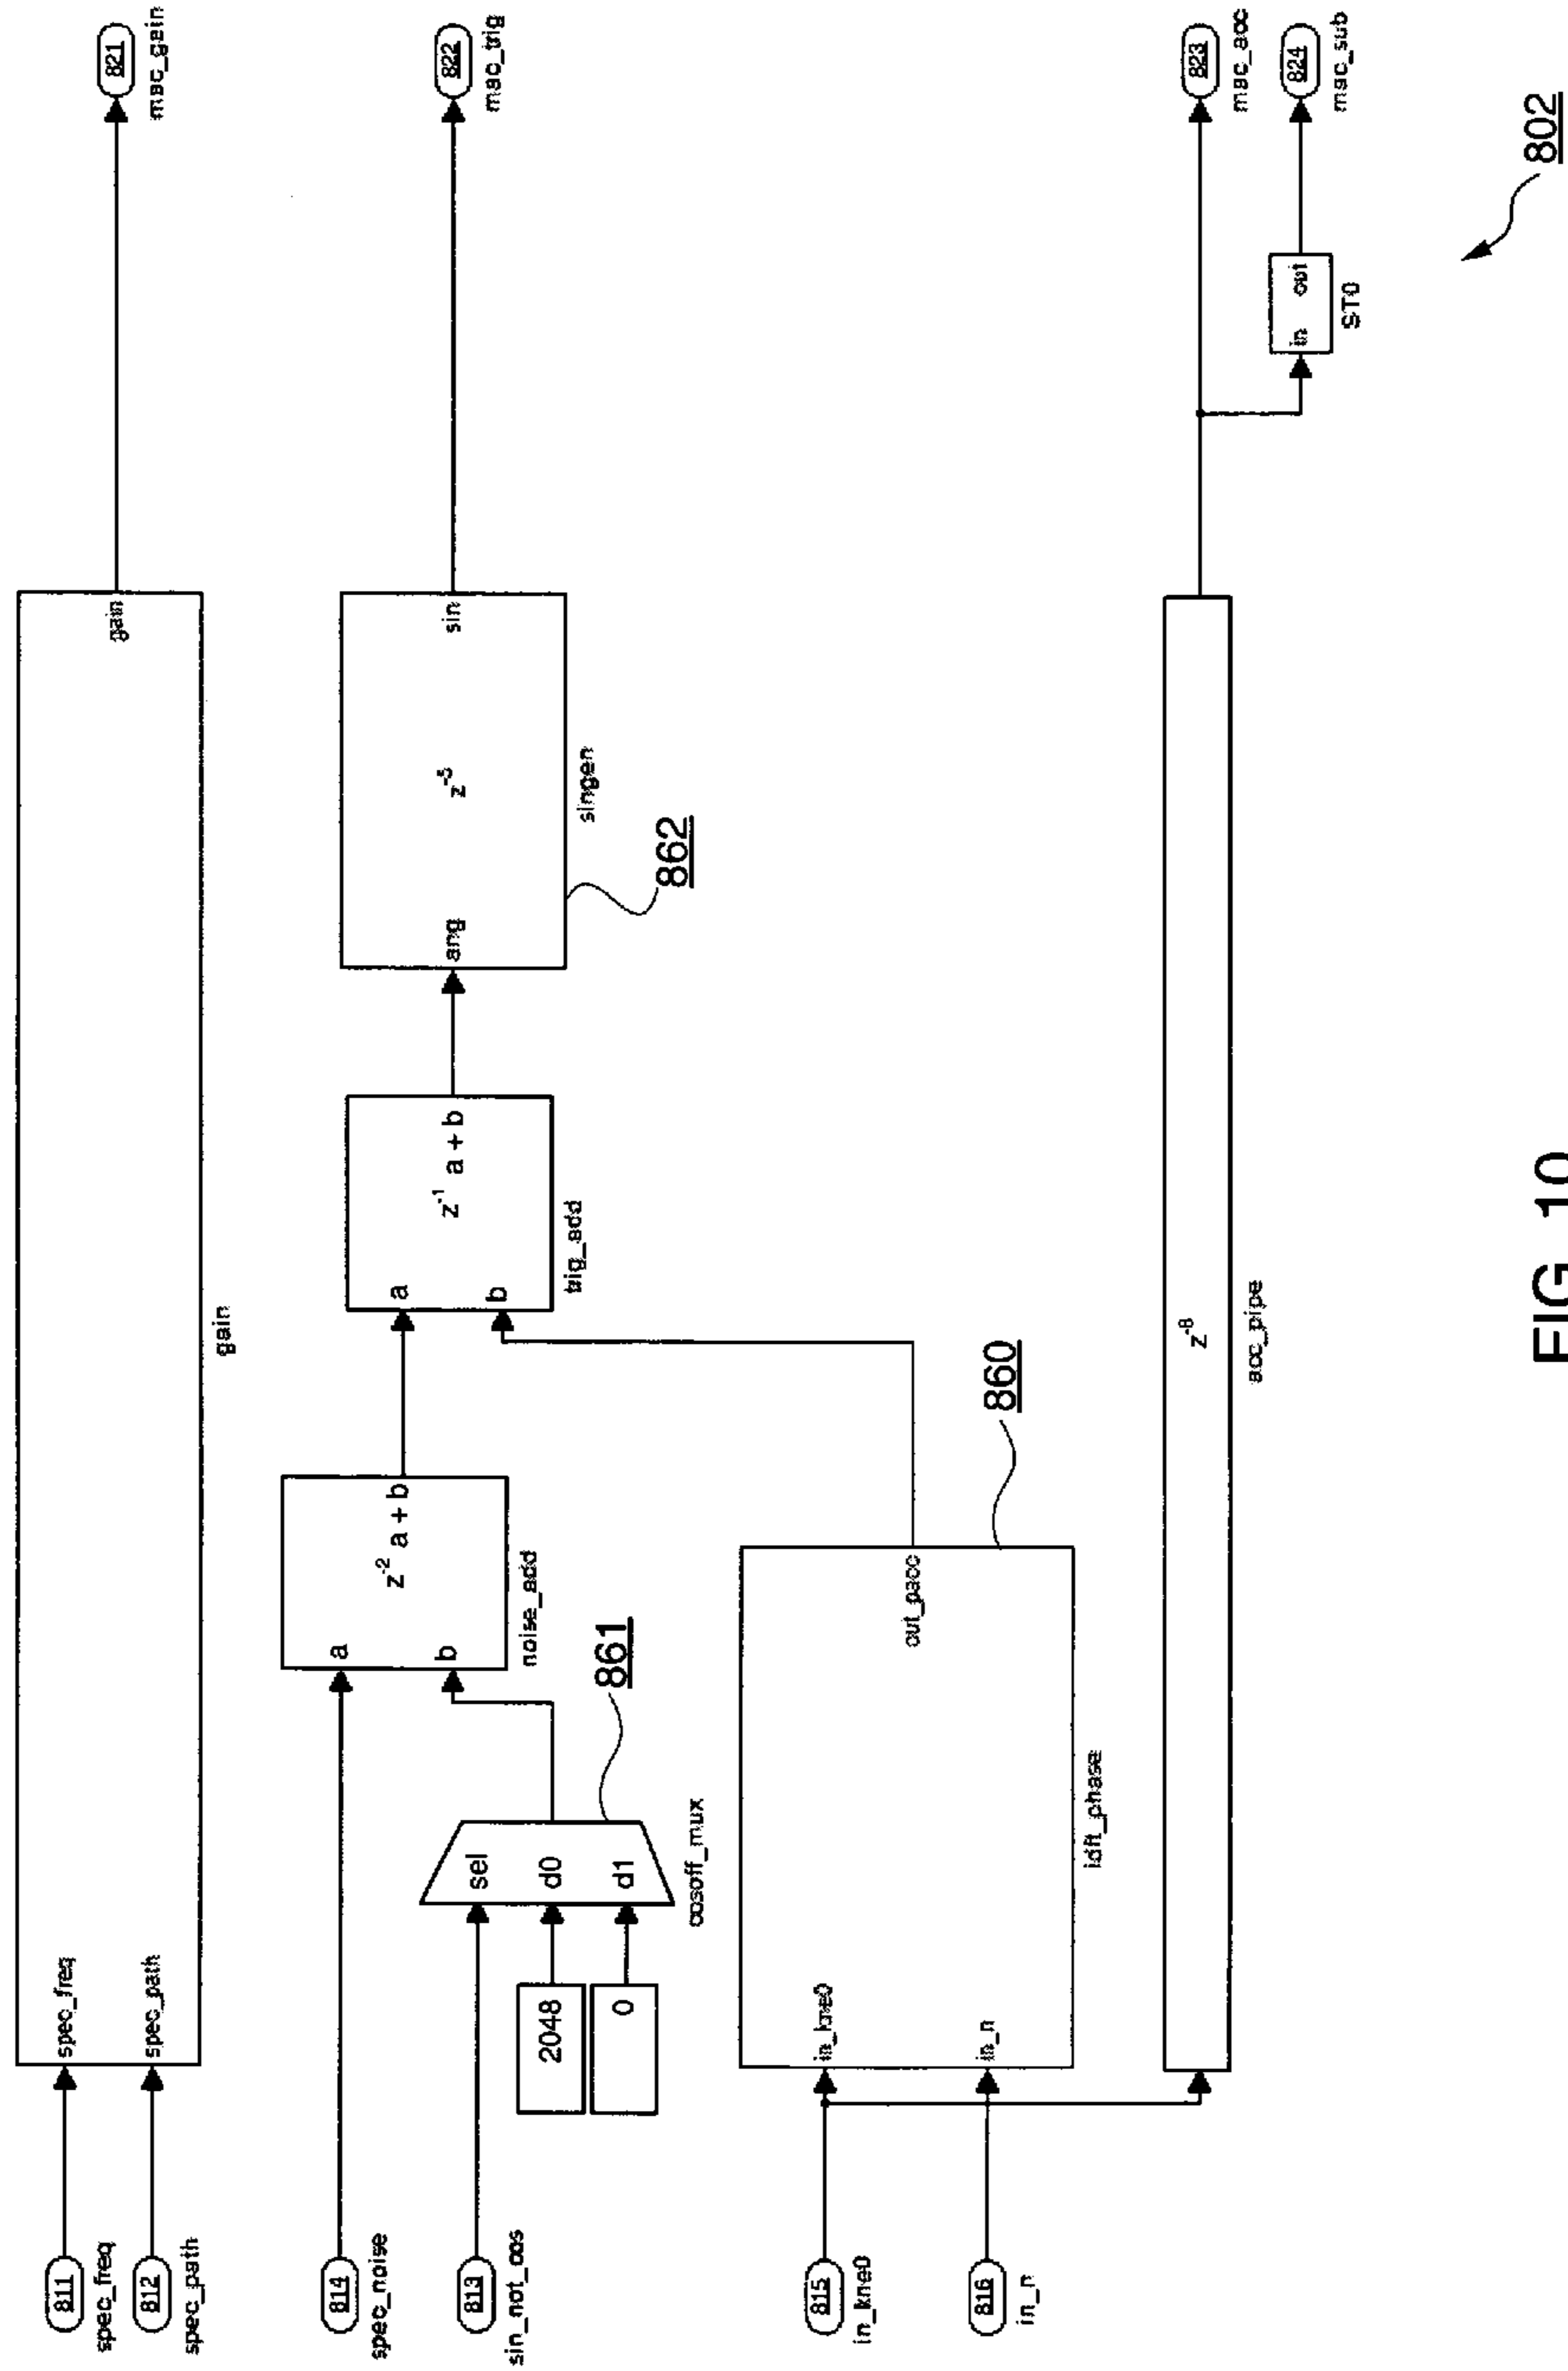 811
spec_freq
812
spec_path
spec_freq
spec_path
gain
gain
821
mac_gain
814
spec_noise
813
sin_not_cos
2048
0
sel
d0
d1
cosoff_mux
861
a
b
z⁻² a + b
noise_add
a
b
z⁻¹ a + b
trig_add
ang
z⁻⁵
sin
singen
862
822
mac_trig
815
in_kne0
816
in_n
in_kne0
in_n
out_pacc
idft_phase
860
z⁻⁸
acc_pipe
823
mac_acc
in out
ST0
824
mac_sub
802
FIG 10